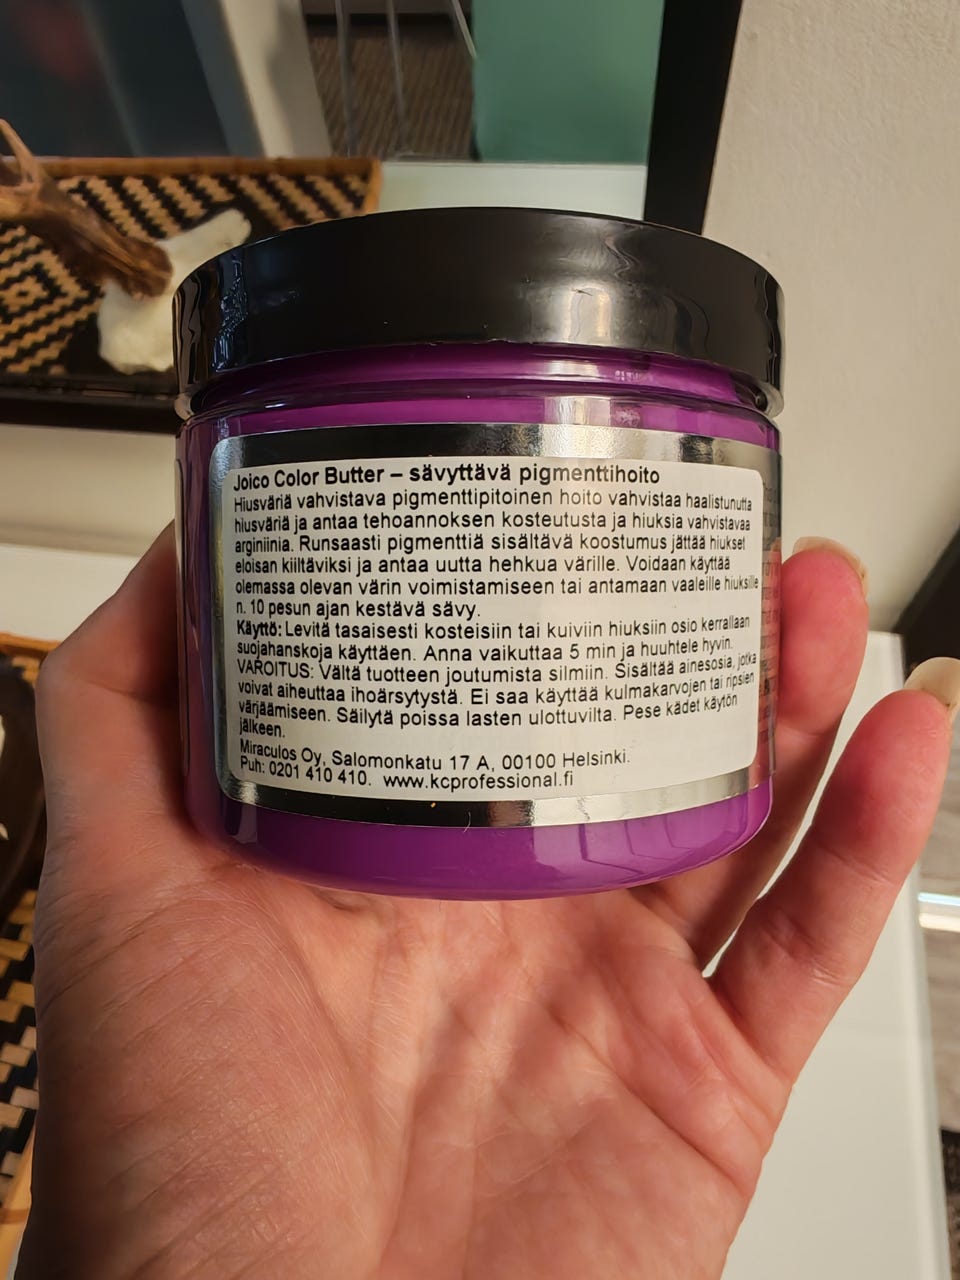 Joico Color Butter – sävyttävä pigmenttihoito
Hiusväriä vahvistava pigmenttipitoinen hoito vahvistaa haalistunutta
hiusväriä ja antaa tehoannoksen kosteutusta ja hiuksia vahvistavaa
arginiinia. Runsaasti pigmenttiä sisältävä koostumus jättää hiukset
eloisan kiiltäviksi ja antaa uutta hehkua värille. Voidaan käyttää
olemassa olevan värin voimistamiseen tai antamaan vaaleille hiuksille
n. 10 pesun ajan kestävä sävy.
Käyttö: Levitä tasaisesti kosteisiin tai kuiviin hiuksiin osio kerrallaan
suojahanskoja käyttäen. Anna vaikuttaa 5 min ja huuhtele hyvin.
VAROITUS: Vältä tuotteen joutumista silmiin. Sisältää ainesosia, jotka
voivat aiheuttaa ihoärsytystä. Ei saa käyttää kulmakarvojen tai ripsien
värjäämiseen. Säilytä poissa lasten ulottuvilta. Pese kädet käytön
jälkeen.
Miraculos Oy, Salomonkatu 17 A, 00100 Helsinki.
Puh: 0201 410 410. www.kcprofessional.fi